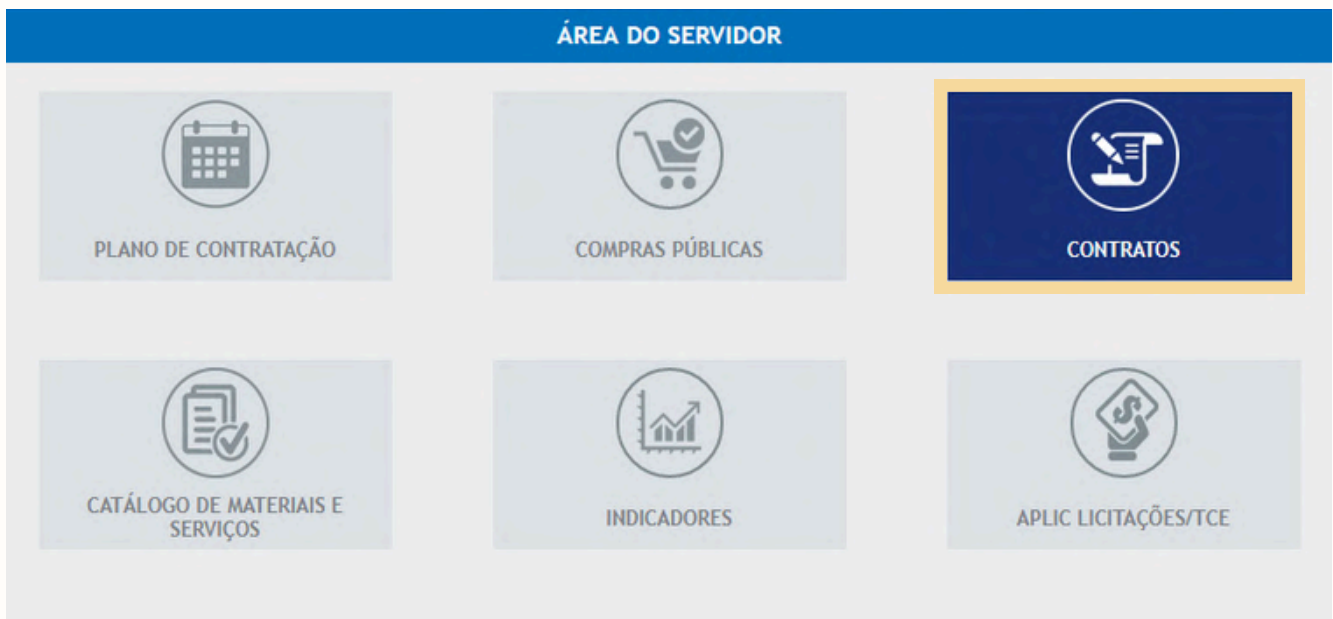 ÁREA DO SERVIDOR
PLANO DE CONTRATAÇÃO
COMPRAS PÚBLICAS
CONTRATOS
CATÁLOGO DE MATERIAIS E
SERVIÇOS
INDICADORES
APLIC LICITAÇÕES/TCE